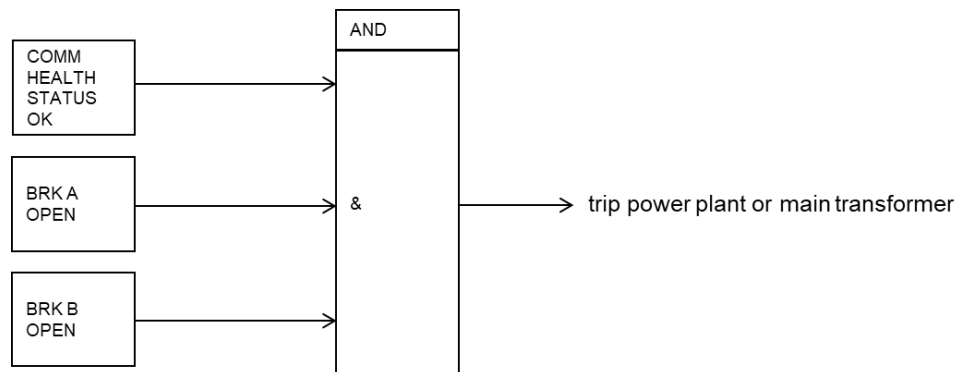 AND
COMM
HEALTH
STATUS
OK
BRK A
OPEN
&
trip power plant or main transformer
BRK B
OPEN